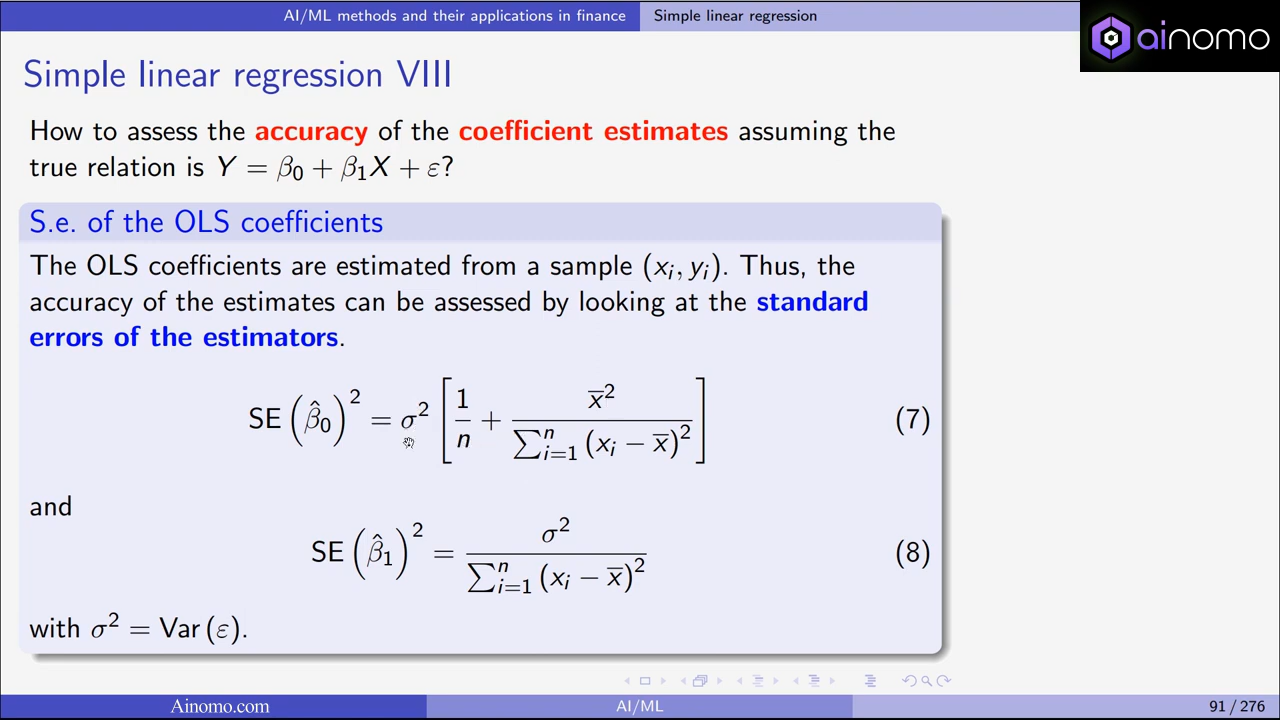 AI/ML methods and their applications in finance Simple linear regression
ainomo
Simple linear regression VIII
How to assess the accuracy of the coefficient estimates assuming the
true relation is Y = β₀ + β₁X + ε?
S.e. of the OLS coefficients
The OLS coefficients are estimated from a sample (xᵢ, yᵢ). Thus, the
accuracy of the estimates can be assessed by looking at the standard
errors of the estimators.
SE(β̂₀)² = σ² [1/n + x̄² / ∑ⁿᵢ₌₁ (xᵢ − x̄)²] (7)
and
SE(β̂₁)² = σ² / ∑ⁿᵢ₌₁ (xᵢ − x̄)² (8)
with σ² = Var(ε).
Ainomo.com AI/ML 91 / 276